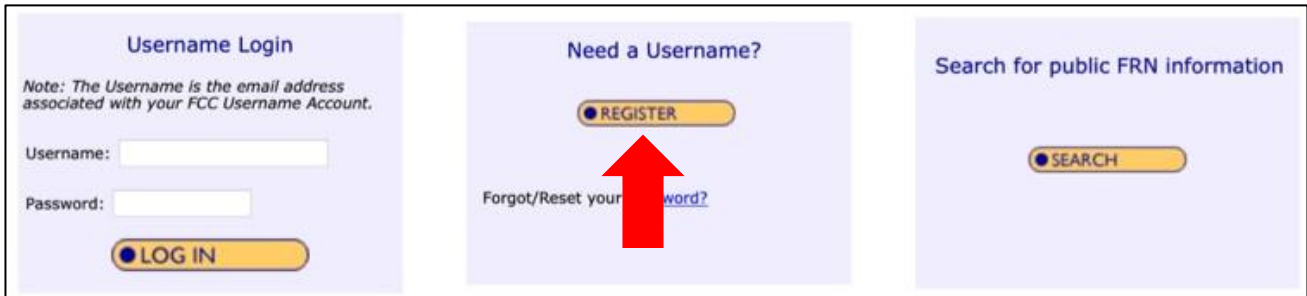 Username Login
Note: The Username is the email address
associated with your FCC Username Account.
Username:
Password:
LOG IN
Need a Username?
REGISTER
Forgot/Reset your word?
Search for public FRN information
SEARCH